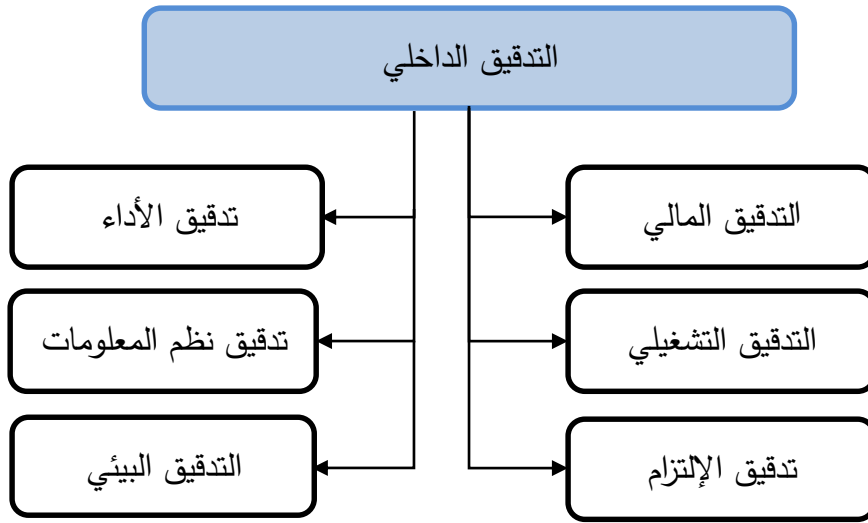 التدقيق الداخلي
التدقيق المالي
تدقيق الأداء
التدقيق التشغيلي
تدقيق نظم المعلومات
تدقيق الإلتزام
التدقيق البيئي